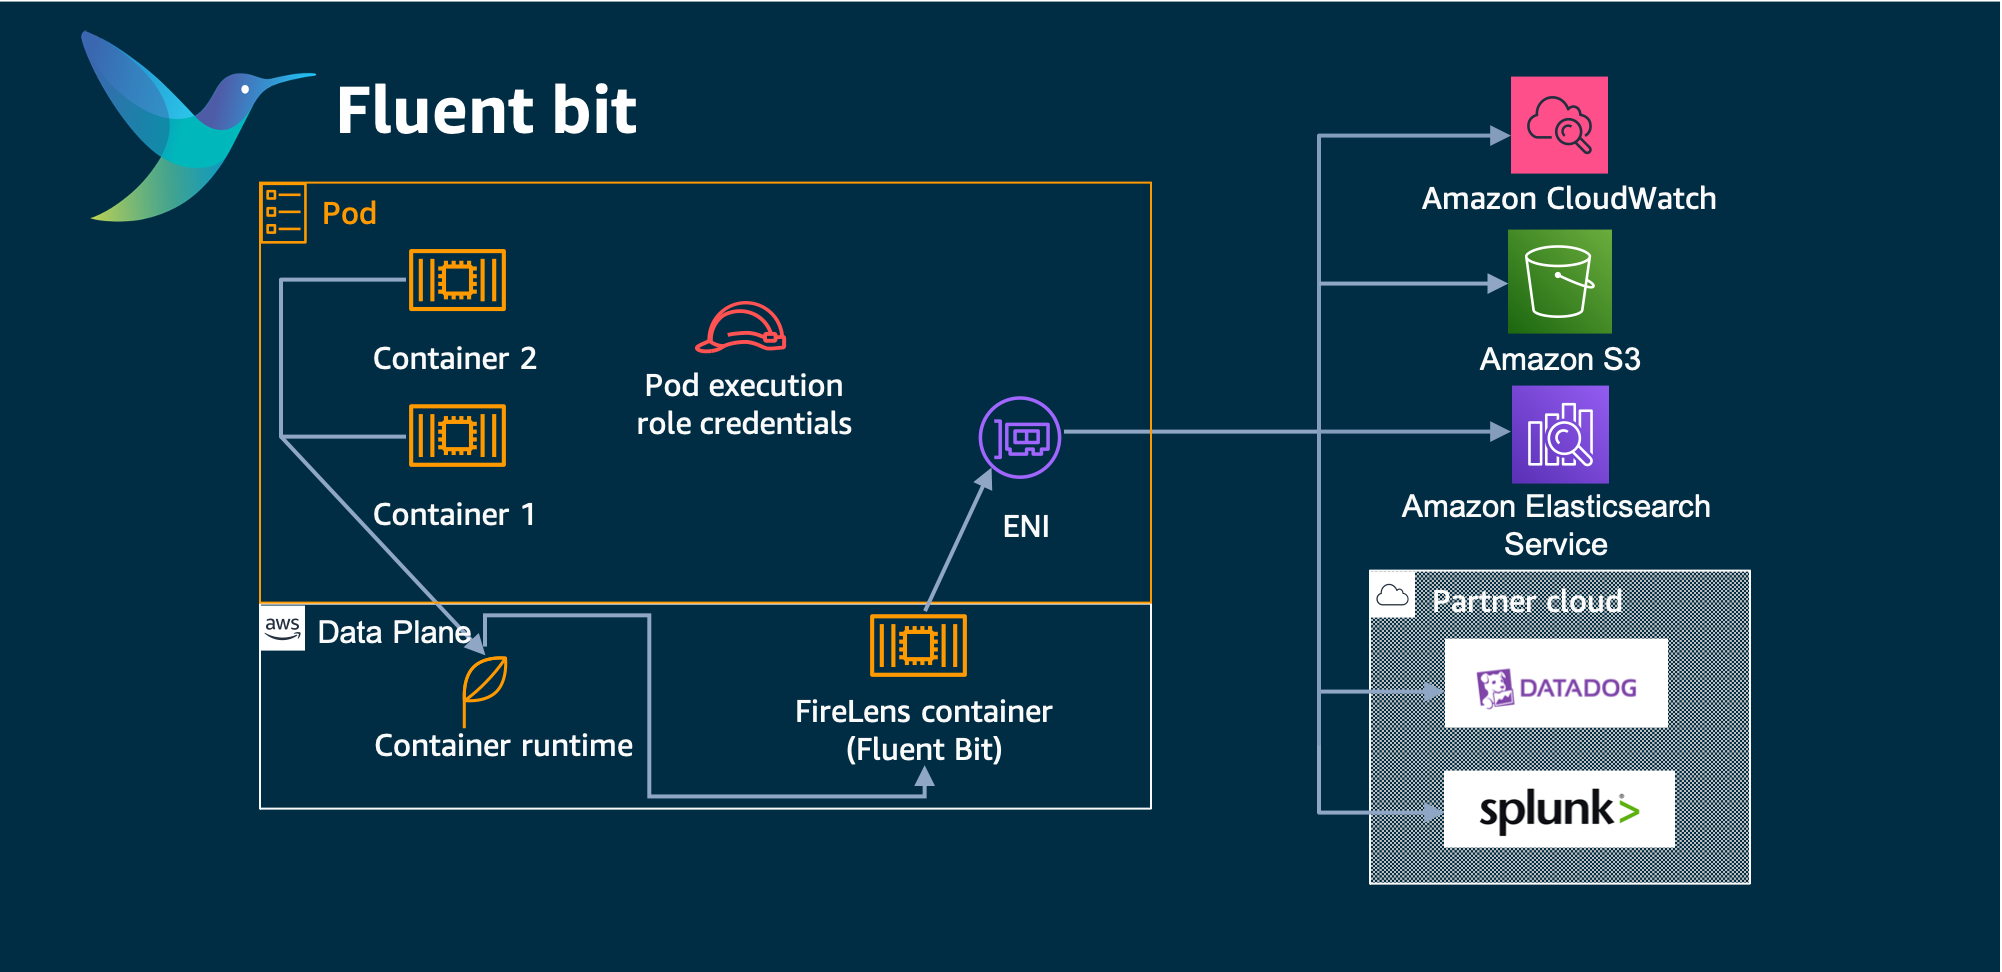 Fluent bit
Pod
Container 2
Container 1
Pod execution
role credentials
ENI
aws
Data Plane
Container runtime
FireLens container
(Fluent Bit)
Amazon CloudWatch
Amazon S3
Amazon Elasticsearch
Service
Partner cloud
DATADOG
splunk>